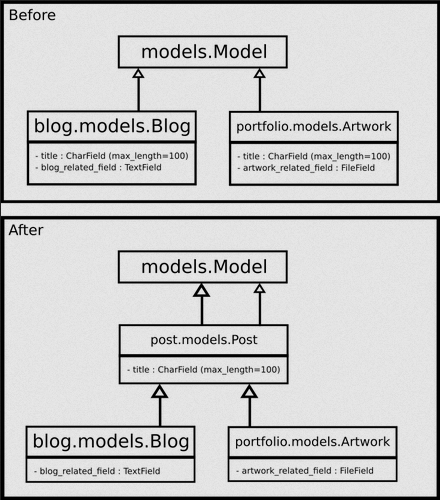 Before
models.Model
blog.models.Blog
- title : CharField (max_length=100)
- blog_related_field : TextField
portfolio.models.Artwork
- title : CharField (max_length=100)
- artwork_related_field : FileField
After
models.Model
post.models.Post
- title : CharField (max_length=100)
blog.models.Blog
- blog_related_field : TextField
portfolio.models.Artwork
- artwork_related_field : FileField